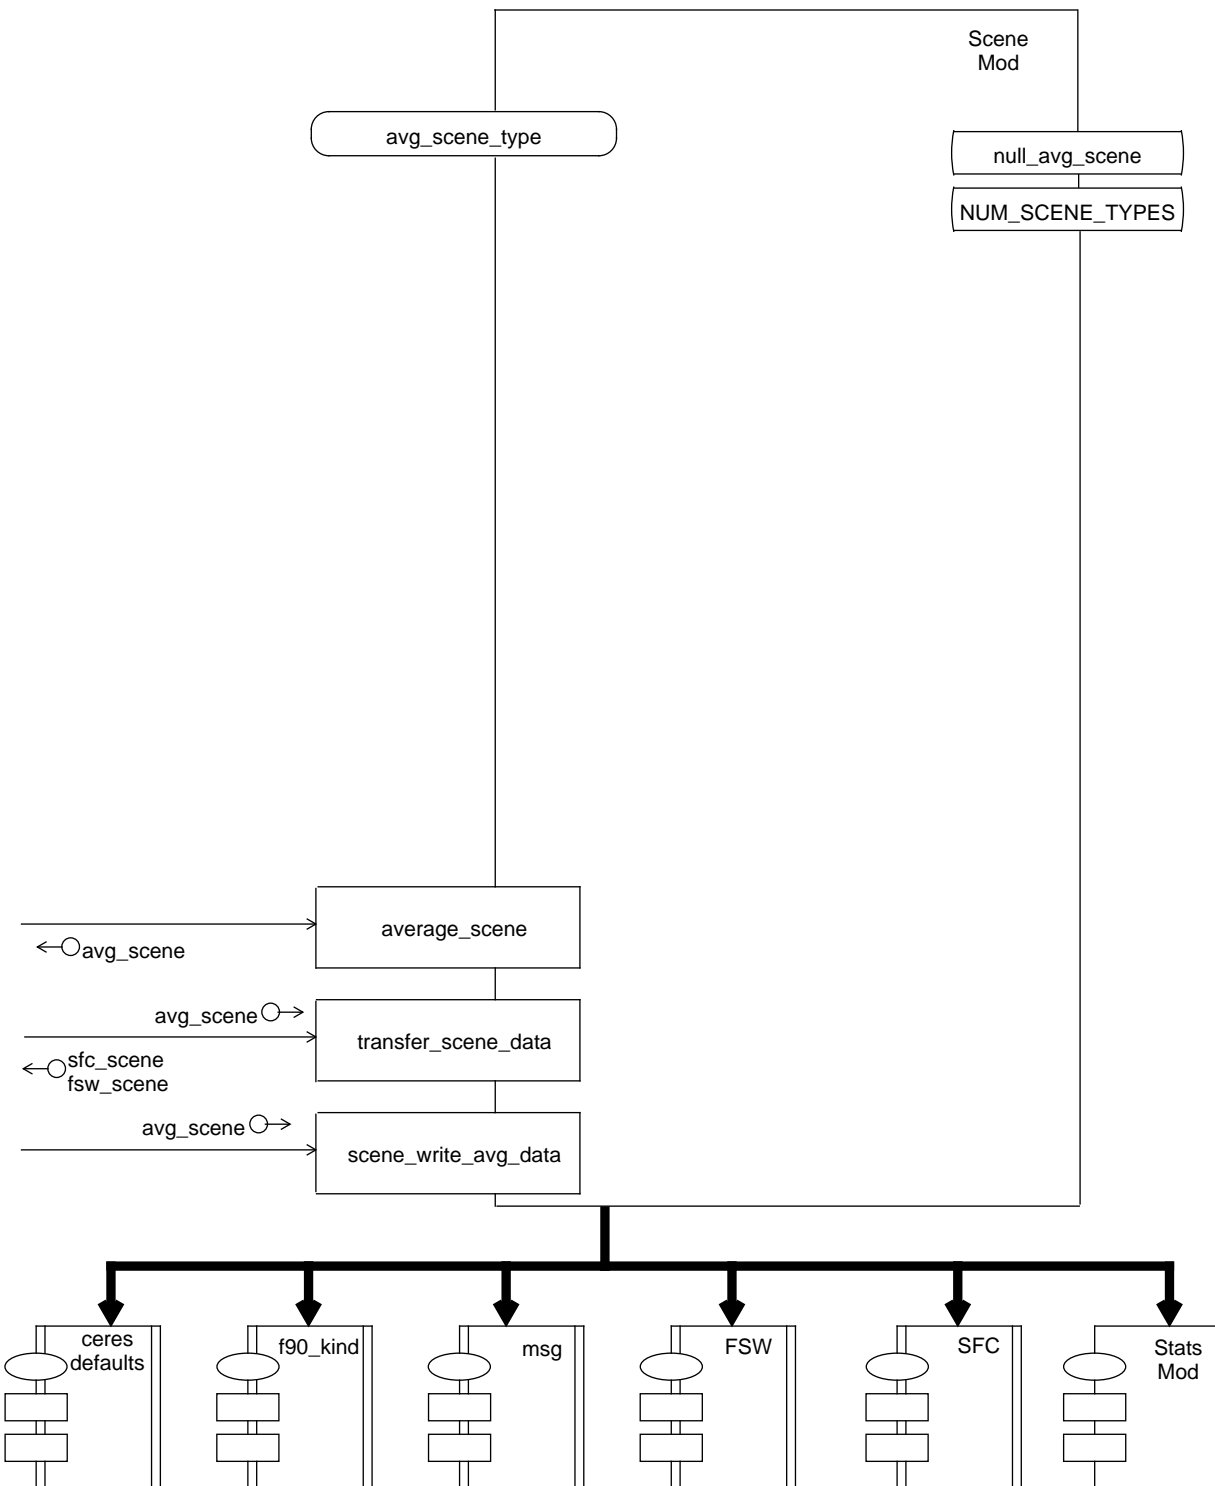 Scene
Mod
avg_scene_type
null_avg_scene
NUM_SCENE_TYPES
average_scene
avg_scene
avg_scene
transfer_scene_data
sfc_scene
fsw_scene
avg_scene
scene_write_avg_data
ceres
defaults
f90_kind
msg
FSW
SFC
Stats
Mod